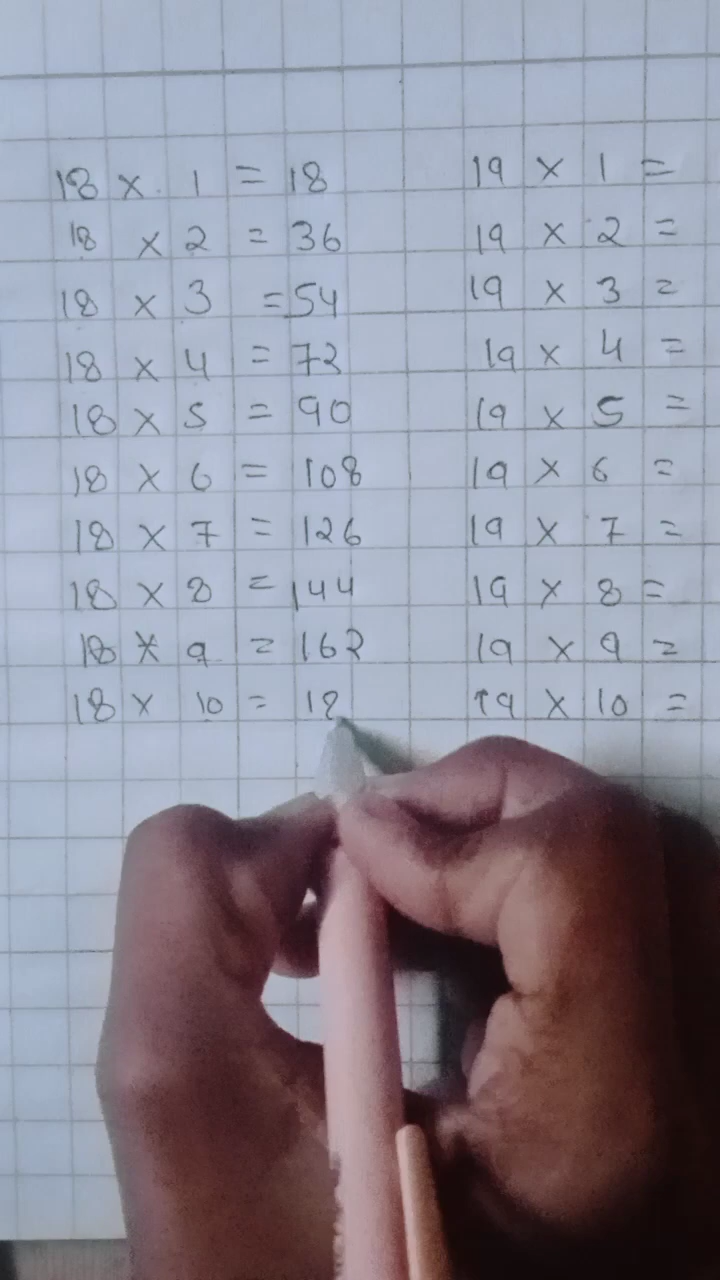 18 × 1 = 18
18 × 2 = 36
18 × 3 = 54
18 × 4 = 72
18 × 5 = 90
18 × 6 = 108
18 × 7 = 126
18 × 8 = 144
18 × 9 = 162
18 × 10 = 18
19 × 1 =
19 × 2 =
19 × 3 =
19 × 4 =
19 × 5 =
19 × 6 =
19 × 7 =
19 × 8 =
19 × 9 =
19 × 10 =